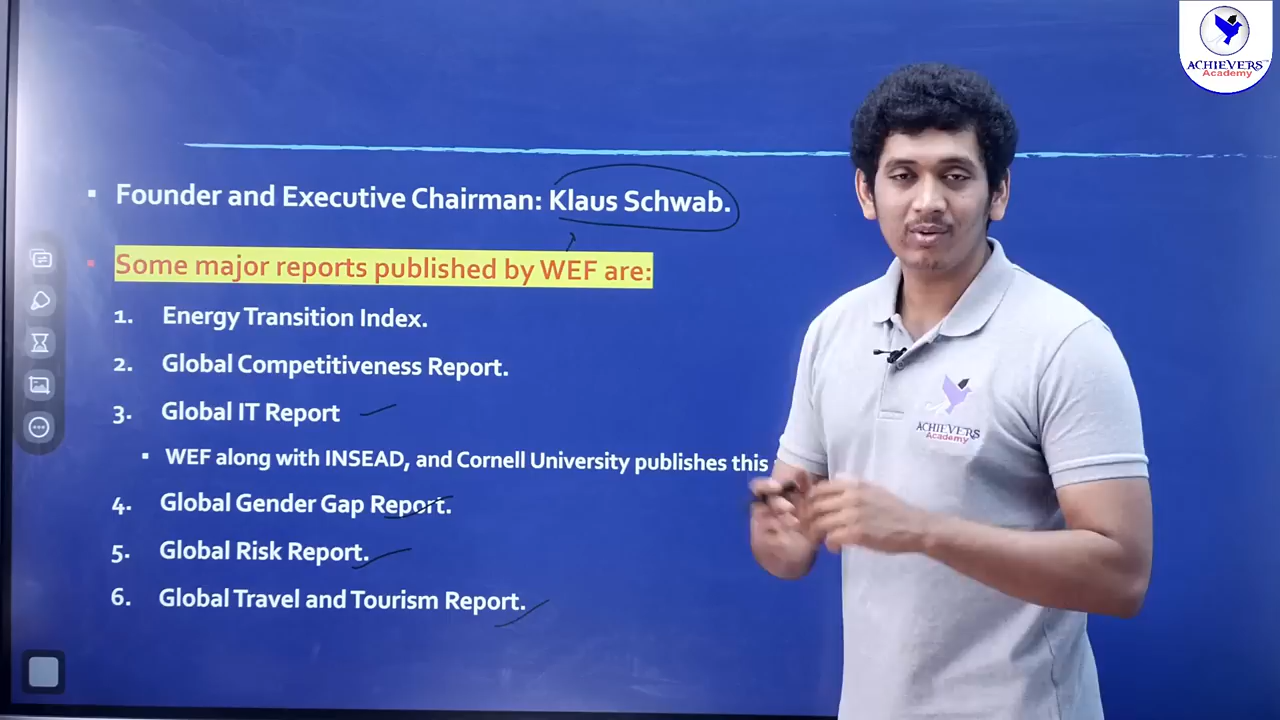 ACHIEVERS
Academy
Founder and Executive Chairman: Klaus Schwab.
Some major reports published by WEF are:
1. Energy Transition Index.
2. Global Competitiveness Report.
3. Global IT Report
WEF along with INSEAD, and Cornell University publishes this
4. Global Gender Gap Report.
5. Global Risk Report.
6. Global Travel and Tourism Report.
ACHIEVERS
Academy